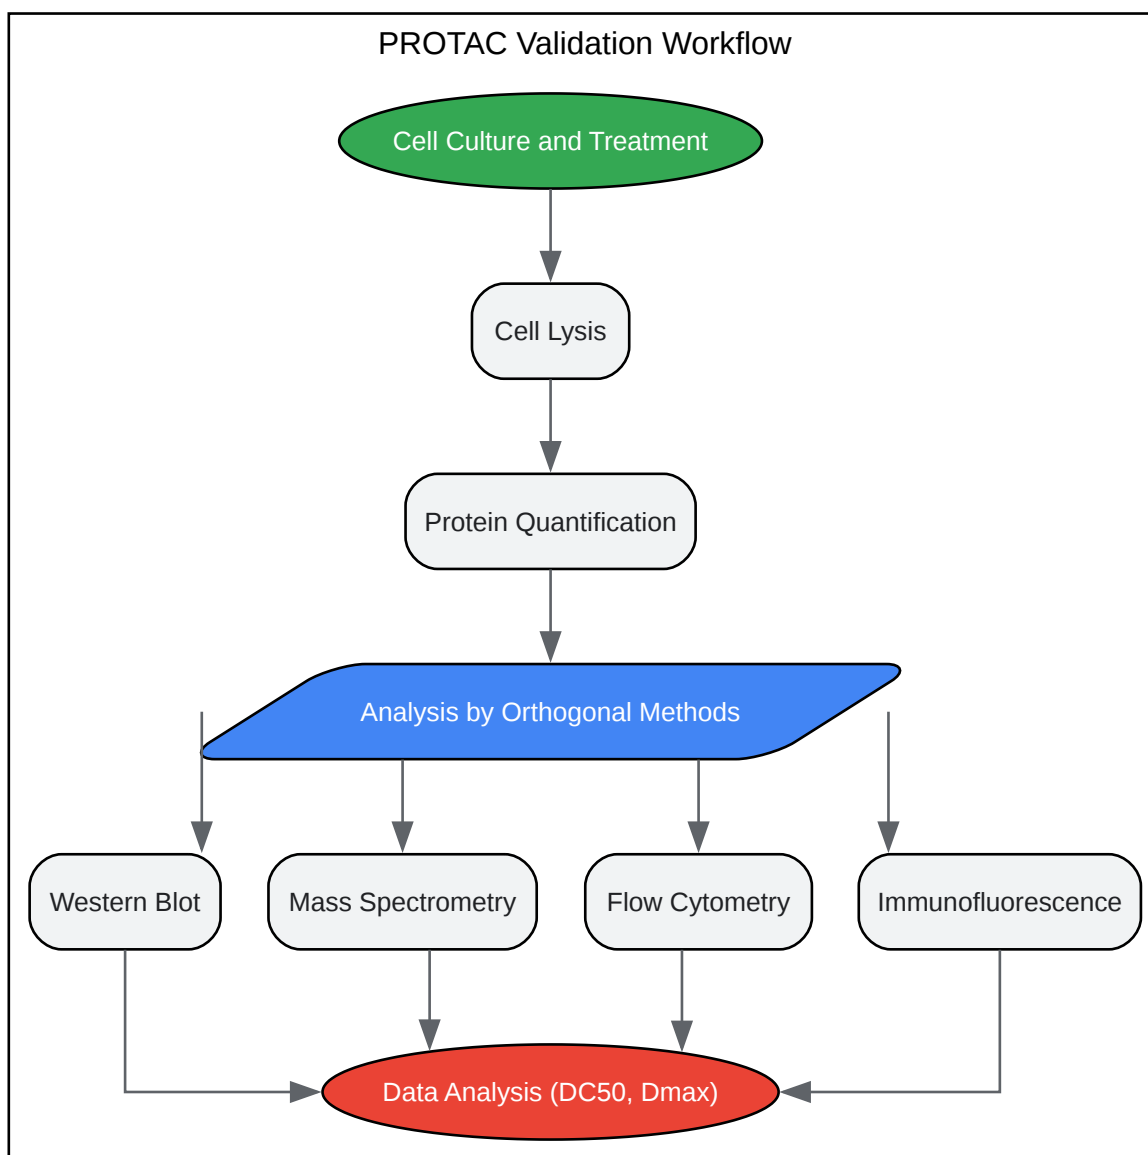 PROTAC Validation Workflow
Cell Culture and Treatment
Cell Lysis
Protein Quantification
Analysis by Orthogonal Methods
Western Blot
Mass Spectrometry
Flow Cytometry
Immunofluorescence
Data Analysis (DC50, Dmax)